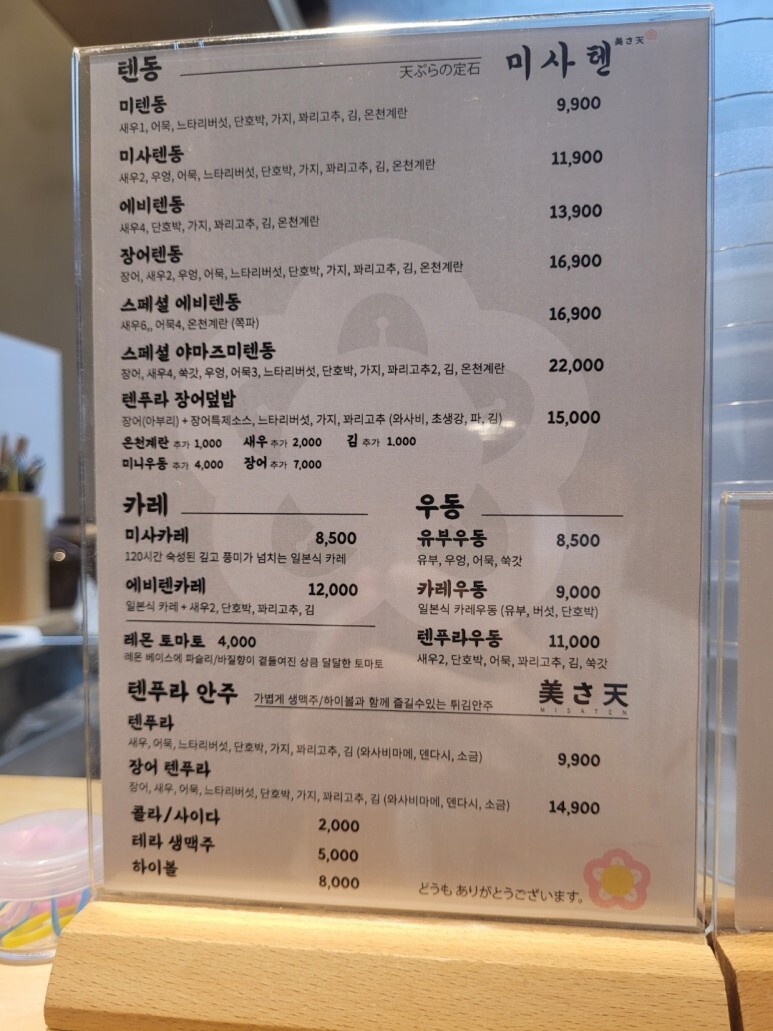 텐동
天ぷらの定石 미사텐 美さ天
미텐동 9,900
새우1, 어묵, 느타리버섯, 단호박, 가지, 꽈리고추, 김, 온천계란
미사텐동 11,900
새우2, 우엉, 어묵, 느타리버섯, 단호박, 가지, 꽈리고추, 김, 온천계란
에비텐동 13,900
새우4, 단호박, 가지, 꽈리고추, 김, 온천계란
장어텐동 16,900
장어, 새우2, 우엉, 어묵, 느타리버섯, 단호박, 가지, 꽈리고추, 김, 온천계란
스페셜 에비텐동 16,900
새우6,, 어묵4, 온천계란 (쪽파)
스페셜 야마즈미텐동 22,000
장어, 새우4, 쑥갓, 우엉, 어묵3, 느타리버섯, 단호박, 가지, 꽈리고추2, 김, 온천계란
텐푸라 장어덮밥 15,000
장어(아부리) + 장어특제소스, 느타리버섯, 가지, 꽈리고추 (와사비, 초생강, 파, 김)
온천계란 추가 1,000 새우 추가 2,000 김 추가 1,000
미니우동 추가 4,000 장어 추가 7,000
카레
미사카레 8,500
120시간 숙성된 깊고 풍미가 넘치는 일본식 카레
에비텐카레 12,000
일본식 카레 + 새우2, 단호박, 꽈리고추, 김
레몬 토마토 4,000
레몬 베이스에 파슬리/바질향이 곁들여진 상큼 달달한 토마토
우동
유부우동 8,500
유부, 우엉, 어묵, 쑥갓
카레우동 9,000
일본식 카레우동 (유부, 버섯, 단호박)
텐푸라우동 11,000
새우2, 단호박, 어묵, 꽈리고추, 김, 쑥갓
텐푸라 안주 가볍게 생맥주/하이볼과 함께 즐길수있는 튀김안주
美さ天
MISATEN
텐푸라
새우, 어묵, 느타리버섯, 단호박, 가지, 꽈리고추, 김 (와사비마메, 덴다시, 소금) 9,900
장어 텐푸라
장어, 새우, 어묵, 느타리버섯, 단호박, 가지, 꽈리고추, 김 (와사비마메, 덴다시, 소금) 14,900
콜라/사이다 2,000
테라 생맥주 5,000
하이볼 8,000
どうも ありがとうございます。